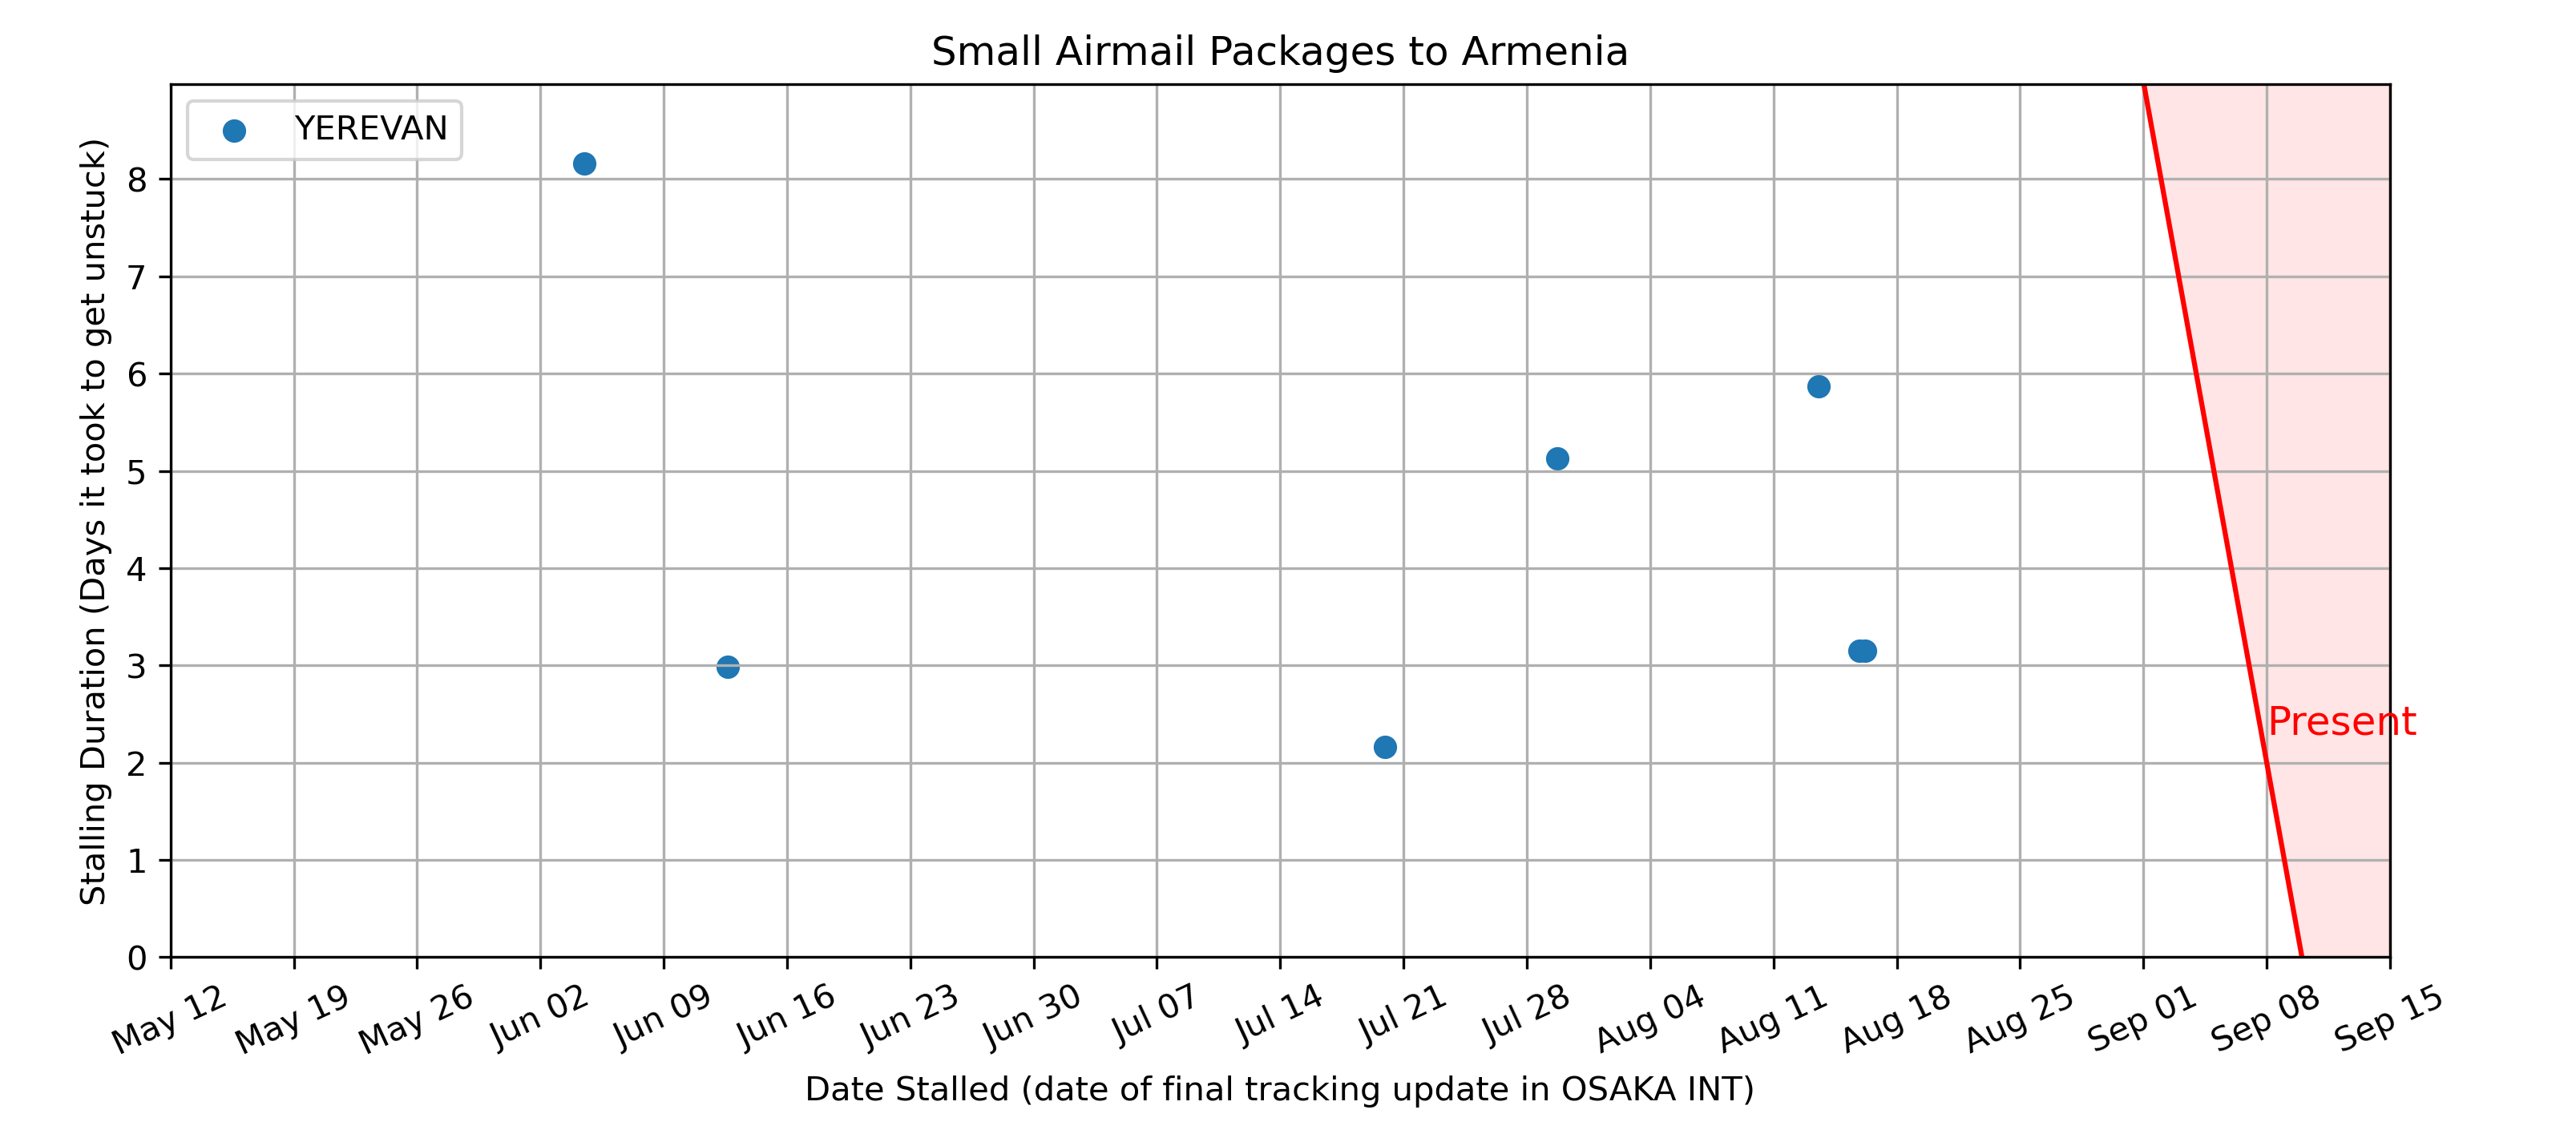 Small Airmail Packages to Armenia
YEREVAN
Stalling Duration (Days it took to get unstuck)
8
7
6
5
4
3
2
1
0
Present
May 12
May 19
May 26
Jun 02
Jun 09
Jun 16
Jun 23
Jun 30
Jul 07
Jul 14
Jul 21
Jul 28
Aug 04
Aug 11
Aug 18
Aug 25
Sep 01
Sep 08
Sep 15
Date Stalled (date of final tracking update in OSAKA INT)